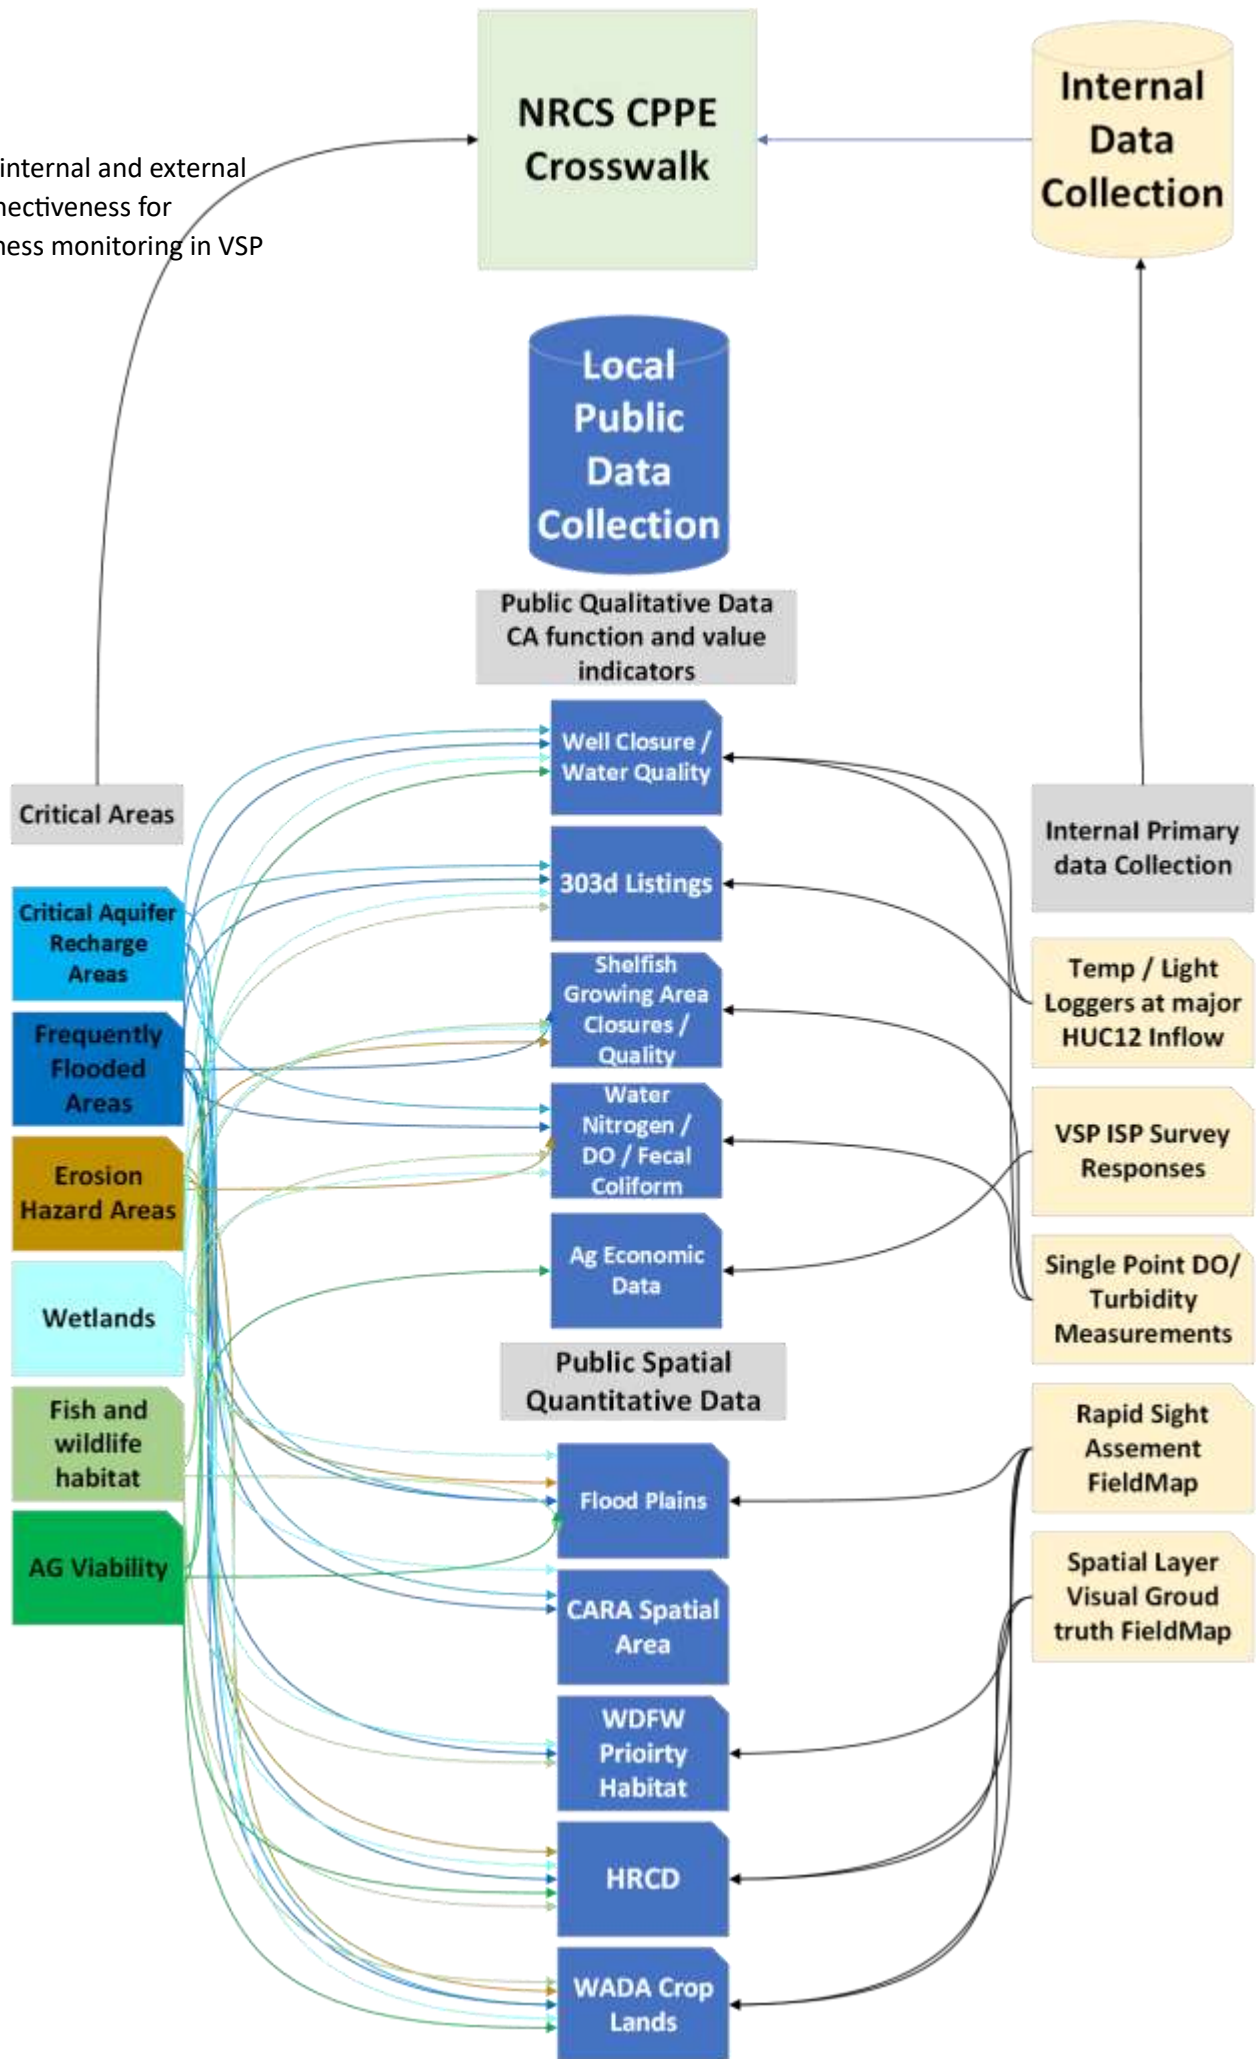 NRCS CPPE
Crosswalk
Internal
Data
Collection
internal and external
nectiveness for
ness monitoring in VSP
Local
Public
Data
Collection
Public Qualitative Data
CA function and value
indicators
Well Closure /
Water Quality
303d Listings
Shelfish
Growing Area
Closures /
Quality
Water
Nitrogen /
DO / Fecal
Coliform
Ag Economic
Data
Public Spatial
Quantitative Data
Flood Plains
CARA Spatial
Area
WDFW
Prioirty
Habitat
HRCD
WADA Crop
Lands
Critical Areas
Critical Aquifer
Recharge
Areas
Frequently
Flooded
Areas
Erosion
Hazard Areas
Wetlands
Fish and
wildlife
habitat
AG Viability
Internal Primary
data Collection
Temp / Light
Loggers at major
HUC12 Inflow
VSP ISP Survey
Responses
Single Point DO/
Turbidity
Measurements
Rapid Sight
Assement
FieldMap
Spatial Layer
Visual Groud
truth FieldMap